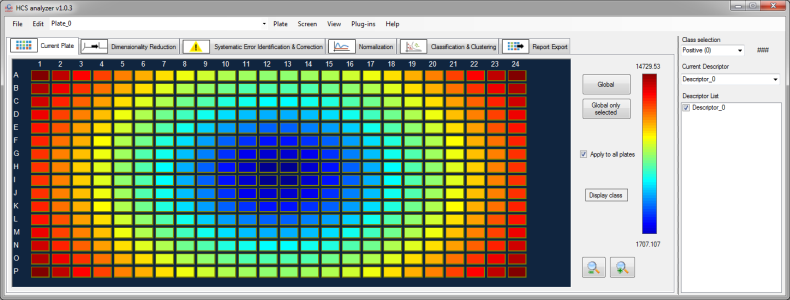 HCS analyzer v1.0.3
File Edit Plate_0 Plate Screen View Plug-ins Help
Current Plate Dimensionality Reduction Systematic Error Identification & Correction Normalization Classification & Clustering Report Export
Class selection
Positive (0) ###
Current Descriptor
Descriptor_0
Descriptor List
Descriptor_0
1 2 3 4 5 6 7 8 9 10 11 12 13 14 15 16 17 18 19 20 21 22 23 24
A
B
C
D
E
F
G
H
I
J
K
L
M
N
O
P
Global
Global only
selected
Apply to all plates
Display class
14729.53
1707.107